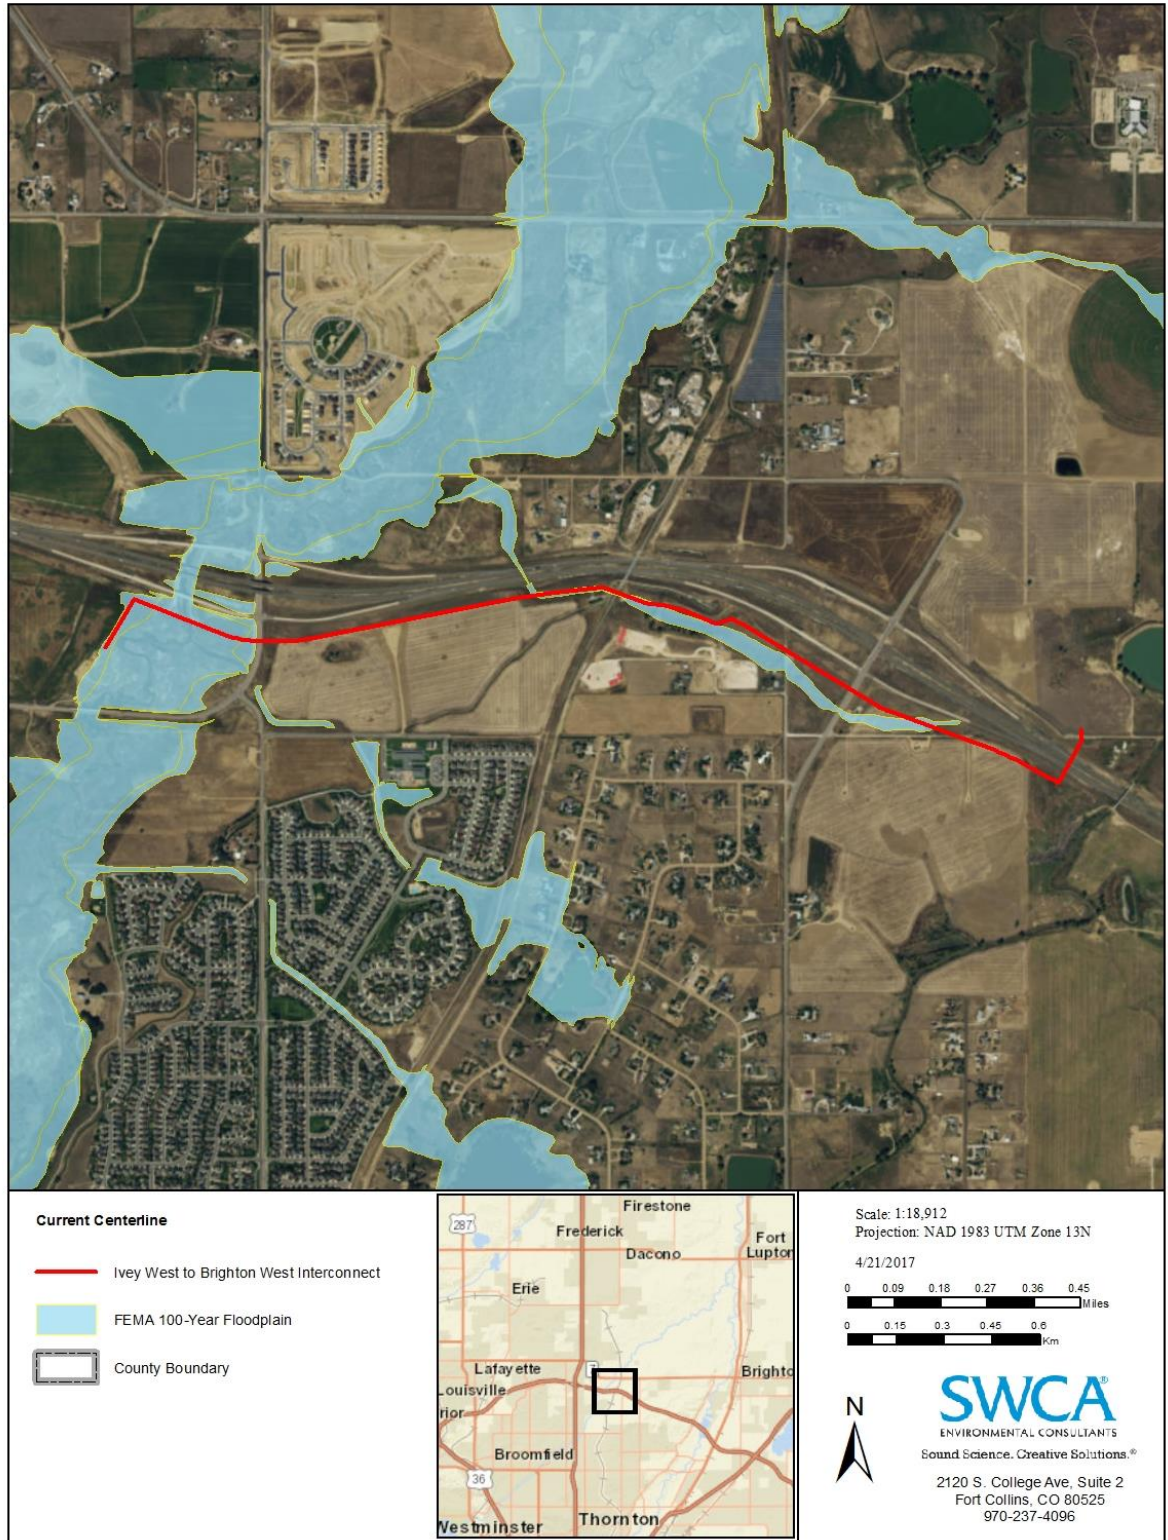 Current Centerline
Ivey West to Brighton West Interconnect
FEMA 100-Year Floodplain
County Boundary
Firestone
287
Frederick
Fort
Lupton
Dacono
Erie
Lafayette
7
Brighto
Louisville
rior
Broomfield
36
Thornton
Westminster
Scale: 1:18,912
Projection: NAD 1983 UTM Zone 13N
4/21/2017
0 0.09 0.18 0.27 0.36 0.45
Miles
0 0.15 0.3 0.45 0.6
Km
N
SWCA®
ENVIRONMENTAL CONSULTANTS
Sound Science. Creative Solutions.®
2120 S. College Ave, Suite 2
Fort Collins, CO 80525
970-237-4096